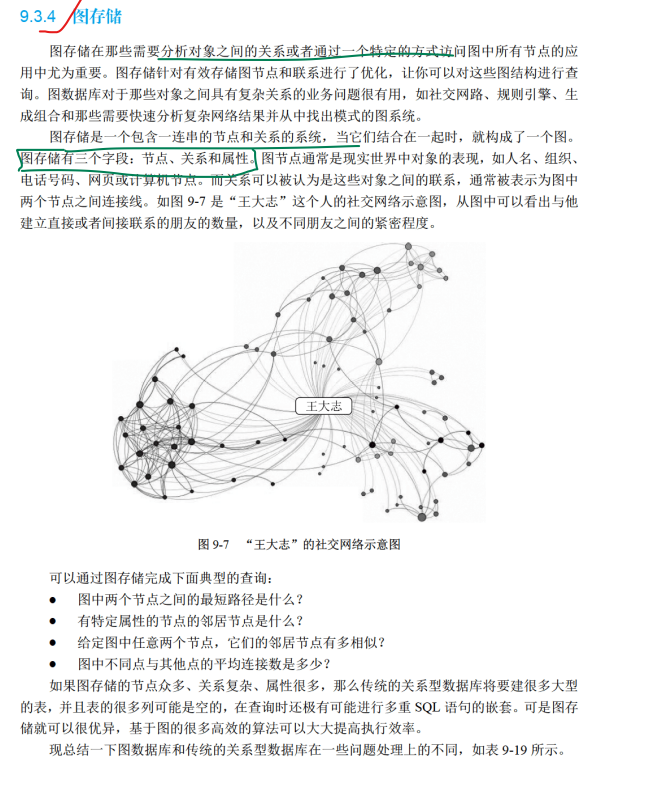 9.3.4 图存储
图存储在那些需要分析对象之间的关系或者通过一个特定的方式访问图中所有节点的应
用中尤为重要。图存储针对有效存储图节点和联系进行了优化，让你可以对这些图结构进行查
询。图数据库对于那些对象之间具有复杂关系的业务问题很有用，如社交网路、规则引擎、生
成组合和那些需要快速分析复杂网络结果并从中找出模式的图系统。
图存储是一个包含一连串的节点和关系的系统，当它们结合在一起时，就构成了一个图。
图存储有三个字段：节点、关系和属性。图节点通常是现实世界中对象的表现，如人名、组织、
电话号码、网页或计算机节点。而关系可以被认为是这些对象之间的联系，通常被表示为图中
两个节点之间连接线。如图 9-7 是“王大志”这个人的社交网络示意图，从图中可以看出与他
建立直接或者间接联系的朋友的数量，以及不同朋友之间的紧密程度。
王大志
图 9-7 “王大志”的社交网络示意图
可以通过图存储完成下面典型的查询：
● 图中两个节点之间的最短路径是什么？
● 有特定属性的节点的邻居节点是什么？
● 给定图中任意两个节点，它们的邻居节点有多相似？
● 图中不同点与其他点的平均连接数是多少？
如果图存储的节点众多、关系复杂、属性很多，那么传统的关系型数据库将要建很多大型
的表，并且表的很多列可能是空的，在查询时还极有可能进行多重 SQL 语句的嵌套。可是图存
储就可以很优异，基于图的很多高效的算法可以大大提高执行效率。
现总结一下图数据库和传统的关系型数据库在一些问题处理上的不同，如表 9-19 所示。